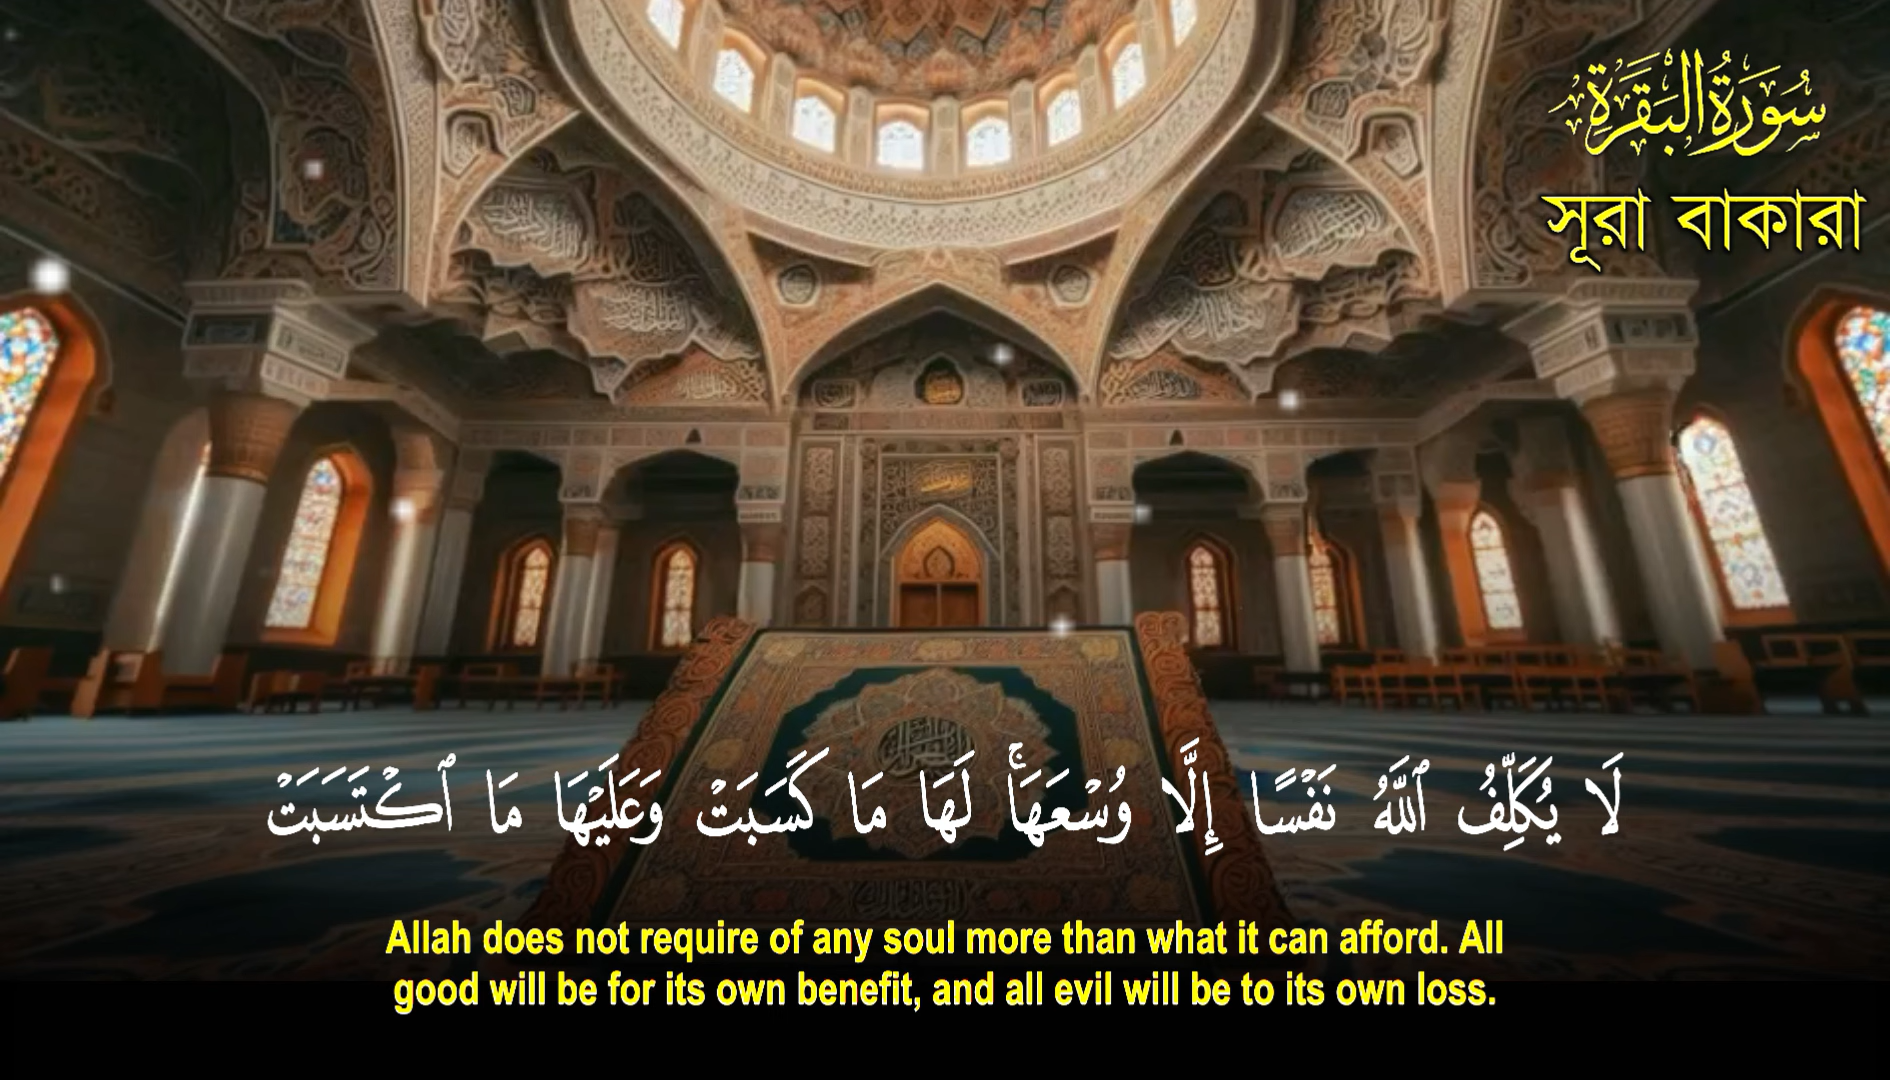 سُورَةُ البَقَرَةِ
সূরা বাকারা
لَا يُكَلِّفُ ٱللَّهُ نَفْسًا إِلَّا وُسْعَهَاۚ لَهَا مَا كَسَبَتْ وَعَلَيْهَا مَا ٱكْتَسَبَتْ
Allah does not require of any soul more than what it can afford. All
good will be for its own benefit, and all evil will be to its own loss.